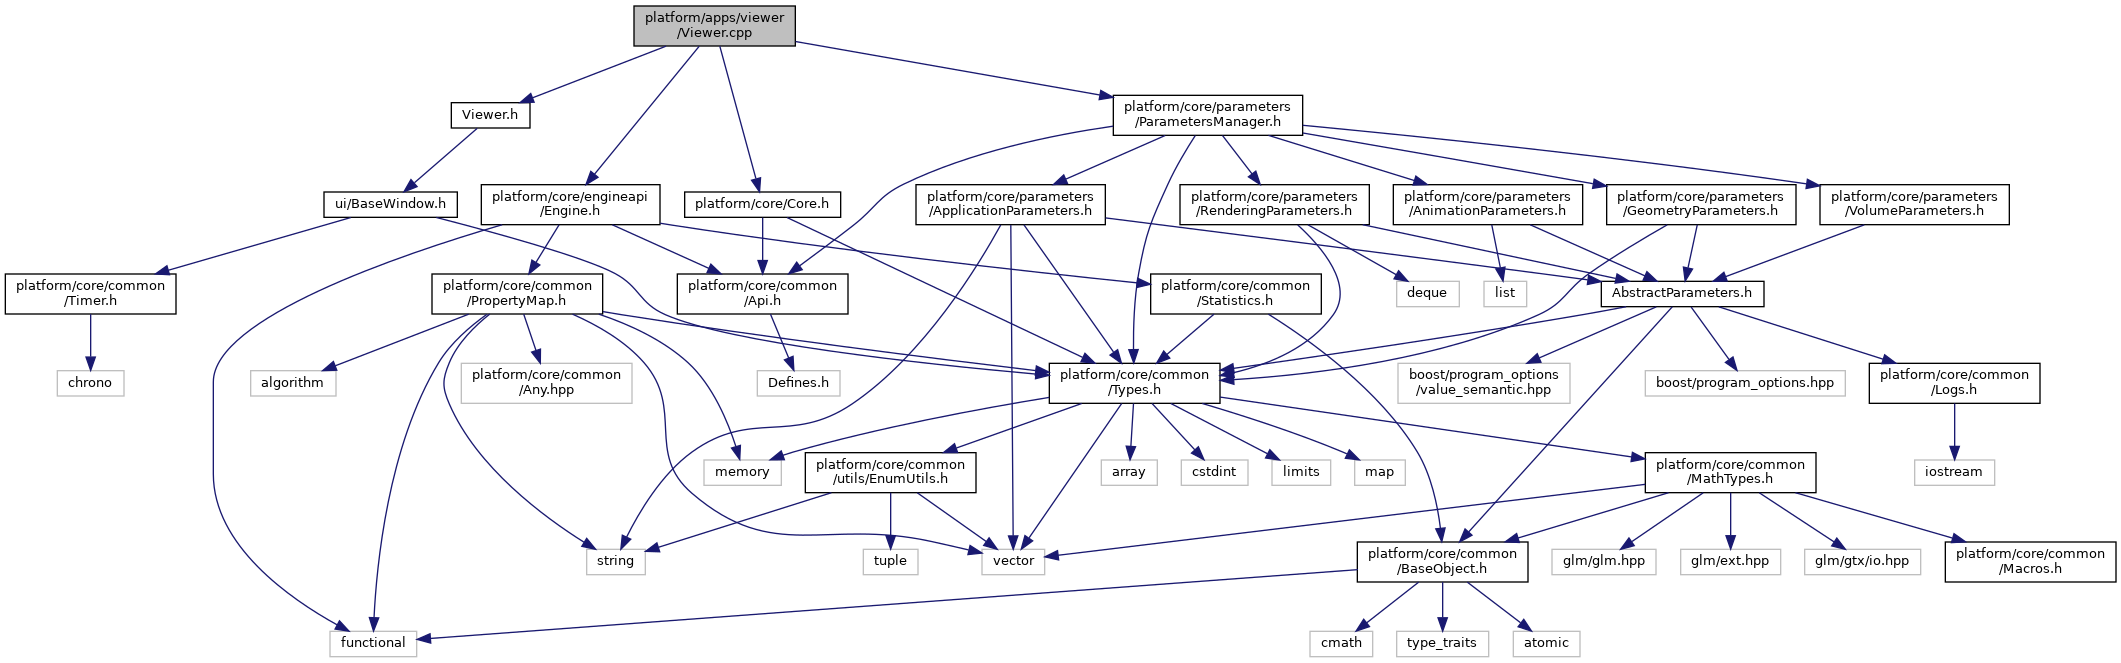 platform/apps/viewer
/Viewer.cpp
Viewer.h
platform/core/parameters
/ParametersManager.h
ui/BaseWindow.h
platform/core/engineapi
/Engine.h
platform/core/Core.h
platform/core/parameters
/ApplicationParameters.h
platform/core/parameters
/RenderingParameters.h
platform/core/parameters
/AnimationParameters.h
platform/core/parameters
/GeometryParameters.h
platform/core/parameters
/VolumeParameters.h
platform/core/common
/Timer.h
platform/core/common
/PropertyMap.h
platform/core/common
/Api.h
platform/core/common
/Statistics.h
deque
list
AbstractParameters.h
chrono
algorithm
platform/core/common
/Any.hpp
Defines.h
platform/core/common
/Types.h
boost/program_options
/value_semantic.hpp
boost/program_options.hpp
platform/core/common
/Logs.h
memory
platform/core/common
/utils/EnumUtils.h
array
cstdint
limits
map
platform/core/common
/MathTypes.h
iostream
string
tuple
vector
platform/core/common
/BaseObject.h
glm/glm.hpp
glm/ext.hpp
glm/gtx/io.hpp
platform/core/common
/Macros.h
functional
cmath
type_traits
atomic